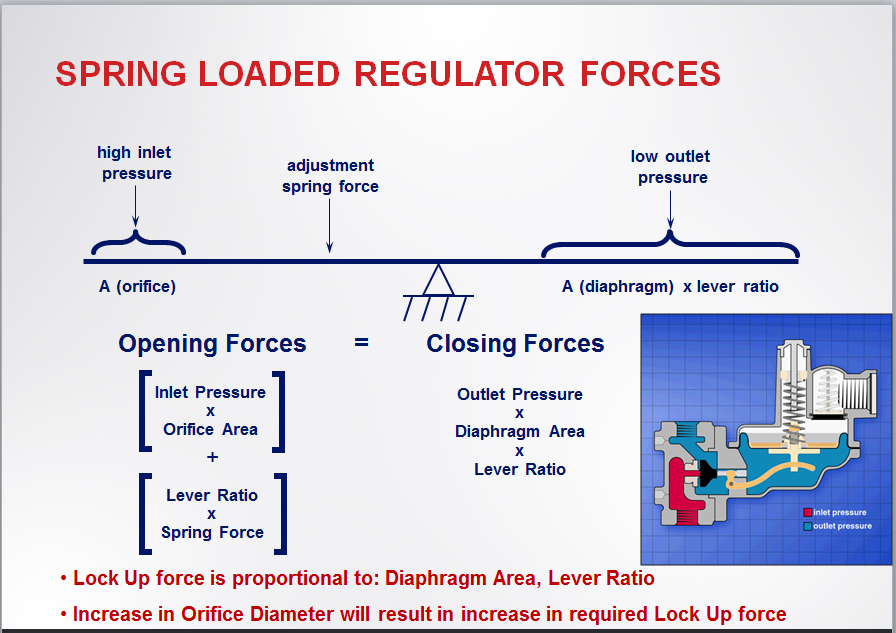 SPRING LOADED REGULATOR FORCES
high inlet
pressure
adjustment
spring force
low outlet
pressure
A (orifice)
A (diaphragm) x lever ratio
Opening Forces = Closing Forces
Inlet Pressure
x
Orifice Area
+
Lever Ratio
x
Spring Force
Outlet Pressure
x
Diaphragm Area
x
Lever Ratio
inlet pressure
outlet pressure
• Lock Up force is proportional to: Diaphragm Area, Lever Ratio
• Increase in Orifice Diameter will result in increase in required Lock Up force